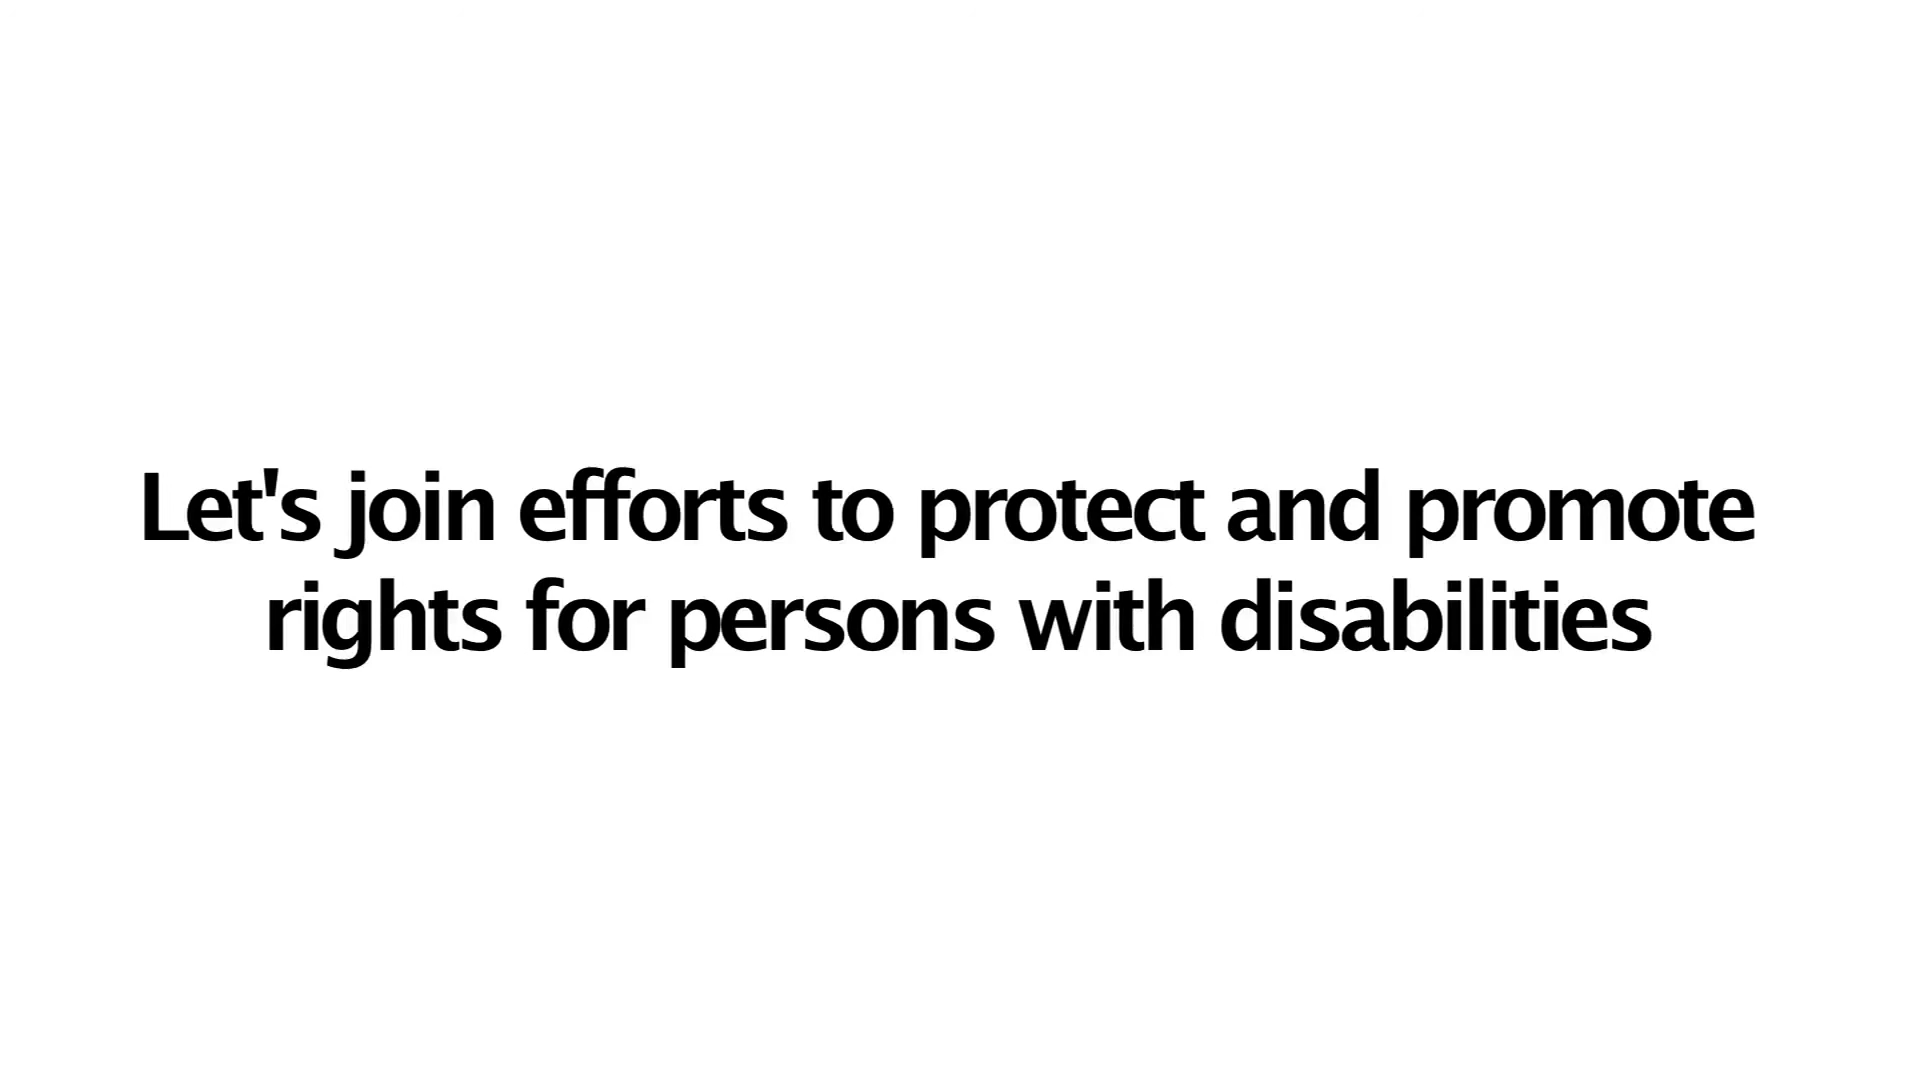 Let's join efforts to protect and promote
rights for persons with disabilities